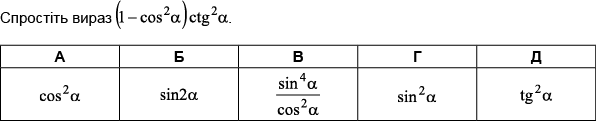 Спростіть вираз (1 − cos²α)ctg²α.
А Б В Г Д
cos²α sin2α sin⁴α/cos²α sin²α tg²α